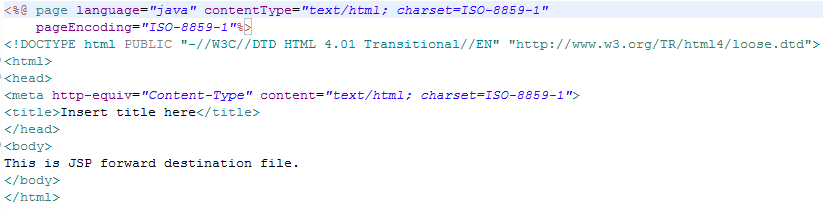 <%@ page language="java" contentType="text/html; charset=ISO-8859-1"
pageEncoding="ISO-8859-1"%>
<!DOCTYPE html PUBLIC "-//W3C//DTD HTML 4.01 Transitional//EN" "http://www.w3.org/TR/html4/loose.dtd">
<html>
<head>
<meta http-equiv="Content-Type" content="text/html; charset=ISO-8859-1">
<title>Insert title here</title>
</head>
<body>
This is JSP forward destination file.
</body>
</html>